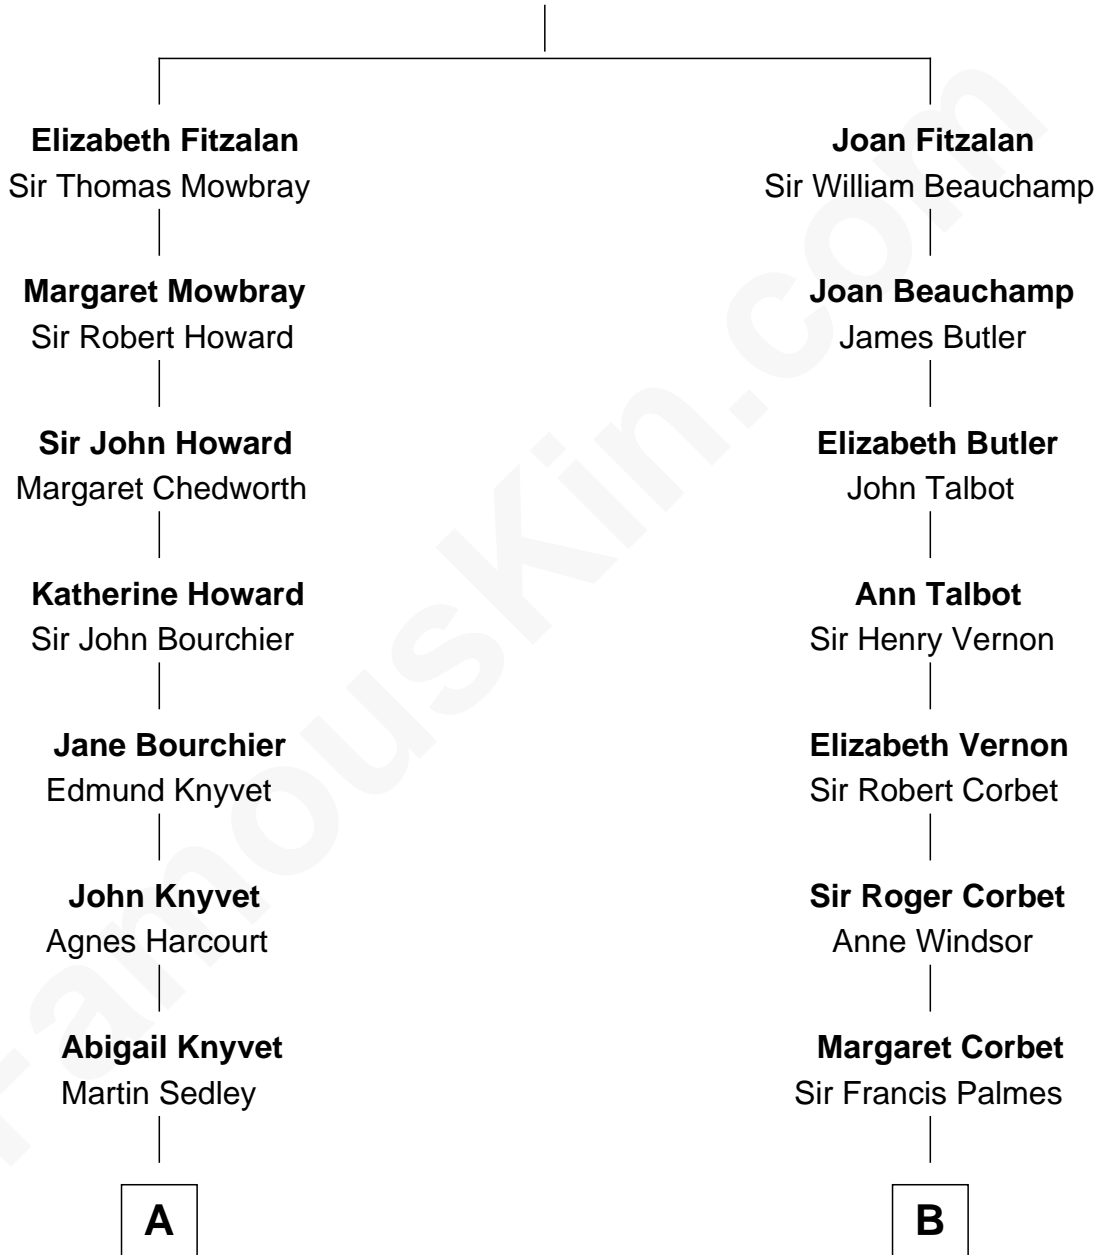 Elizabeth Fitzalan
Sir Thomas Mowbray
Margaret Mowbray
Sir Robert Howard
Sir John Howard
Margaret Chedworth
Katherine Howard
Sir John Bourchier
Jane Bourchier
Edmund Knyvet
John Knyvet
Agnes Harcourt
Abigail Knyvet
Martin Sedley
A
Joan Fitzalan
Sir William Beauchamp
Joan Beauchamp
James Butler
Elizabeth Butler
John Talbot
Ann Talbot
Sir Henry Vernon
Elizabeth Vernon
Sir Robert Corbet
Sir Roger Corbet
Anne Windsor
Margaret Corbet
Sir Francis Palmes
B
FamousKin.com